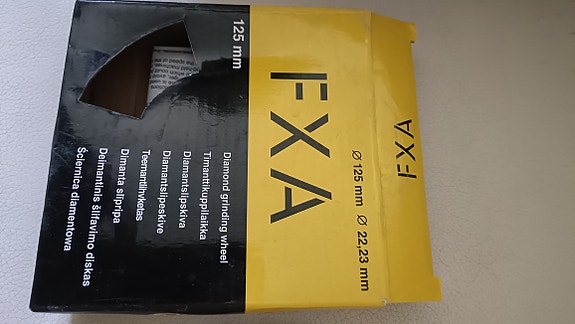 FXA
Ø 125 mm Ø 22,23 mm
FXA
125 mm
Diamond grinding wheel
Timanttikuppilaikka
Diamantslipskiva
Diamantslipeskive
Teemantlihvketas
Dimanta slīpripa
Deimantinis šlifavimo diskas
Ściernica diamentowa